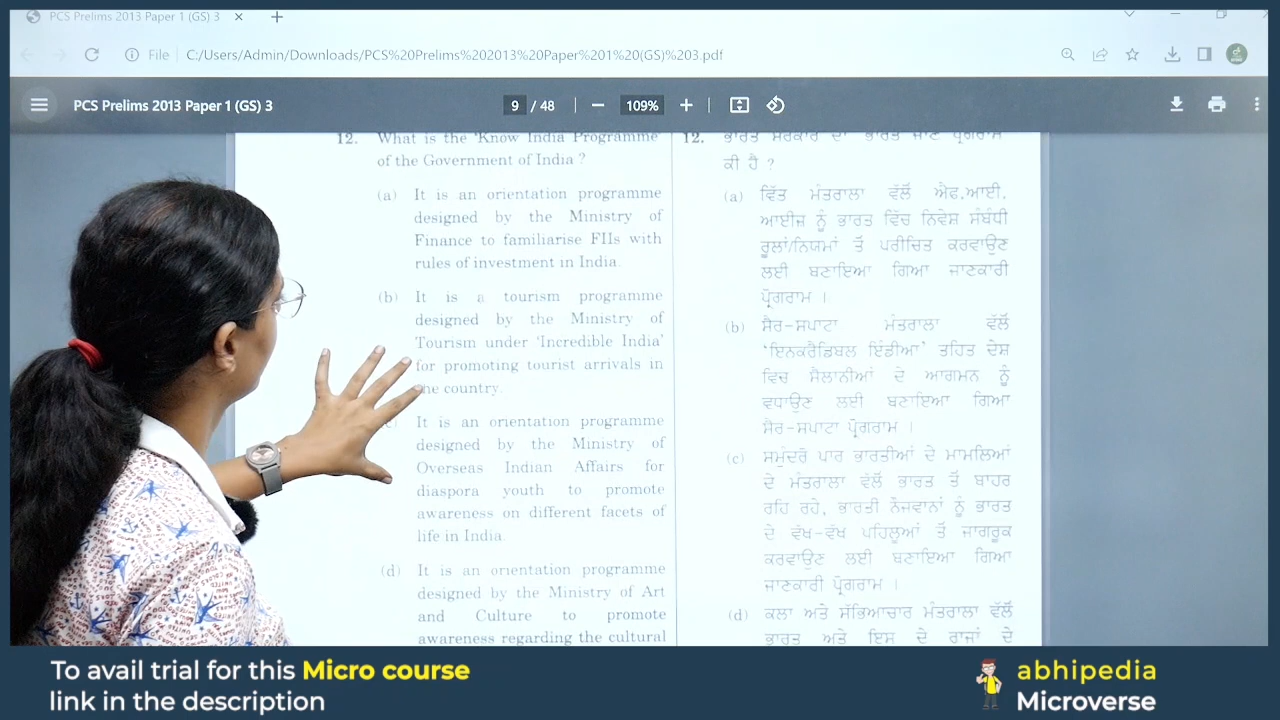 PCS Prelims 2013 Paper 1 (GS) 3
File C:/Users/Admin/Downloads/PCS%20Prelims%202013%20Paper%201%20(GS)%203.pdf
PCS Prelims 2013 Paper 1 (GS) 3
9 / 48
109%
12. What is the 'Know India Programme'
of the Government of India ?
(a) It is an orientation programme
designed by the Ministry of
Finance to familiarise FIIs with
rules of investment in India.
(b) It is a tourism programme
designed by the Ministry of
Tourism under 'Incredible India'
for promoting tourist arrivals in
the country.
It is an orientation programme
designed by the Ministry of
Overseas Indian Affairs for
diaspora youth to promote
awareness on different facets of
life in India.
(d) It is an orientation programme
designed by the Ministry of Art
and Culture to promote
awareness regarding the cultural
12. ਭਾਰਤ ਸਰਕਾਰ ਦਾ 'ਭਾਰਤ ਜਾਣੋ ਪ੍ਰੋਗਰਾਮ'
ਕੀ ਹੈ ?
(a) ਵਿੱਤ ਮੰਤਰਾਲਾ ਵੱਲੋਂ ਐਫ.ਆਈ.
ਆਈਜ਼ ਨੂੰ ਭਾਰਤ ਵਿੱਚ ਨਿਵੇਸ਼ ਸੰਬੰਧੀ
ਰੂਲਾਂ/ਨਿਯਮਾਂ ਤੋਂ ਪਰੀਚਿਤ ਕਰਵਾਉਣ
ਲਈ ਬਣਾਇਆ ਗਿਆ ਜਾਣਕਾਰੀ
ਪ੍ਰੋਗਰਾਮ ।
(b) ਸੈਰ-ਸਪਾਟਾ ਮੰਤਰਾਲਾ ਵੱਲੋਂ
'ਇਨਕਰੈਡਿਬਲ ਇੰਡੀਆ' ਤਹਿਤ ਦੇਸ਼
ਵਿਚ ਸੈਲਾਨੀਆਂ ਦੇ ਆਗਮਨ ਨੂੰ
ਵਧਾਉਣ ਲਈ ਬਣਾਇਆ ਗਿਆ
ਸੈਰ-ਸਪਾਟਾ ਪ੍ਰੋਗਰਾਮ ।
(c) ਸਮੁੰਦਰੋਂ ਪਾਰ ਭਾਰਤੀਆਂ ਦੇ ਮਾਮਲਿਆਂ
ਦੇ ਮੰਤਰਾਲਾ ਵੱਲੋਂ ਭਾਰਤ ਤੋਂ ਬਾਹਰ
ਰਹਿ ਰਹੇ, ਭਾਰਤੀ ਨੌਜਵਾਨਾਂ ਨੂੰ ਭਾਰਤ
ਦੇ ਵੱਖ-ਵੱਖ ਪਹਿਲੂਆਂ ਤੋਂ ਜਾਗਰੂਕ
ਕਰਵਾਉਣ ਲਈ ਬਣਾਇਆ ਗਿਆ
ਜਾਣਕਾਰੀ ਪ੍ਰੋਗਰਾਮ ।
(d) ਕਲਾ ਅਤੇ ਸੱਭਿਆਚਾਰ ਮੰਤਰਾਲਾ ਵੱਲੋਂ
ਭਾਰਤ ਅਤੇ ਇਸ ਦੇ ਰਾਜਾਂ ਦੇ
To avail trial for this Micro course
link in the description
abhipedia
Microverse